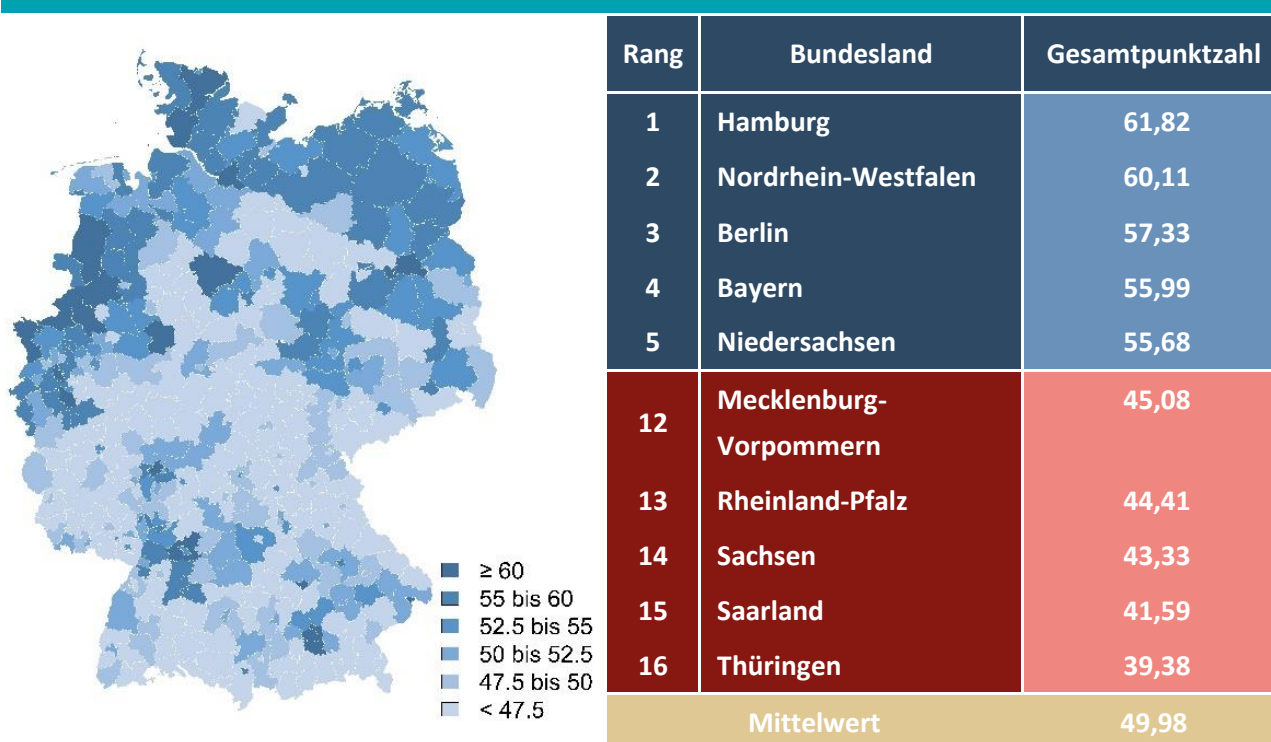 ≥ 60
55 bis 60
52.5 bis 55
50 bis 52.5
47.5 bis 50
< 47.5
Rang Bundesland Gesamtpunktzahl
1 Hamburg 61,82
2 Nordrhein-Westfalen 60,11
3 Berlin 57,33
4 Bayern 55,99
5 Niedersachsen 55,68
12 Mecklenburg- 45,08
Vorpommern
13 Rheinland-Pfalz 44,41
14 Sachsen 43,33
15 Saarland 41,59
16 Thüringen 39,38
Mittelwert 49,98